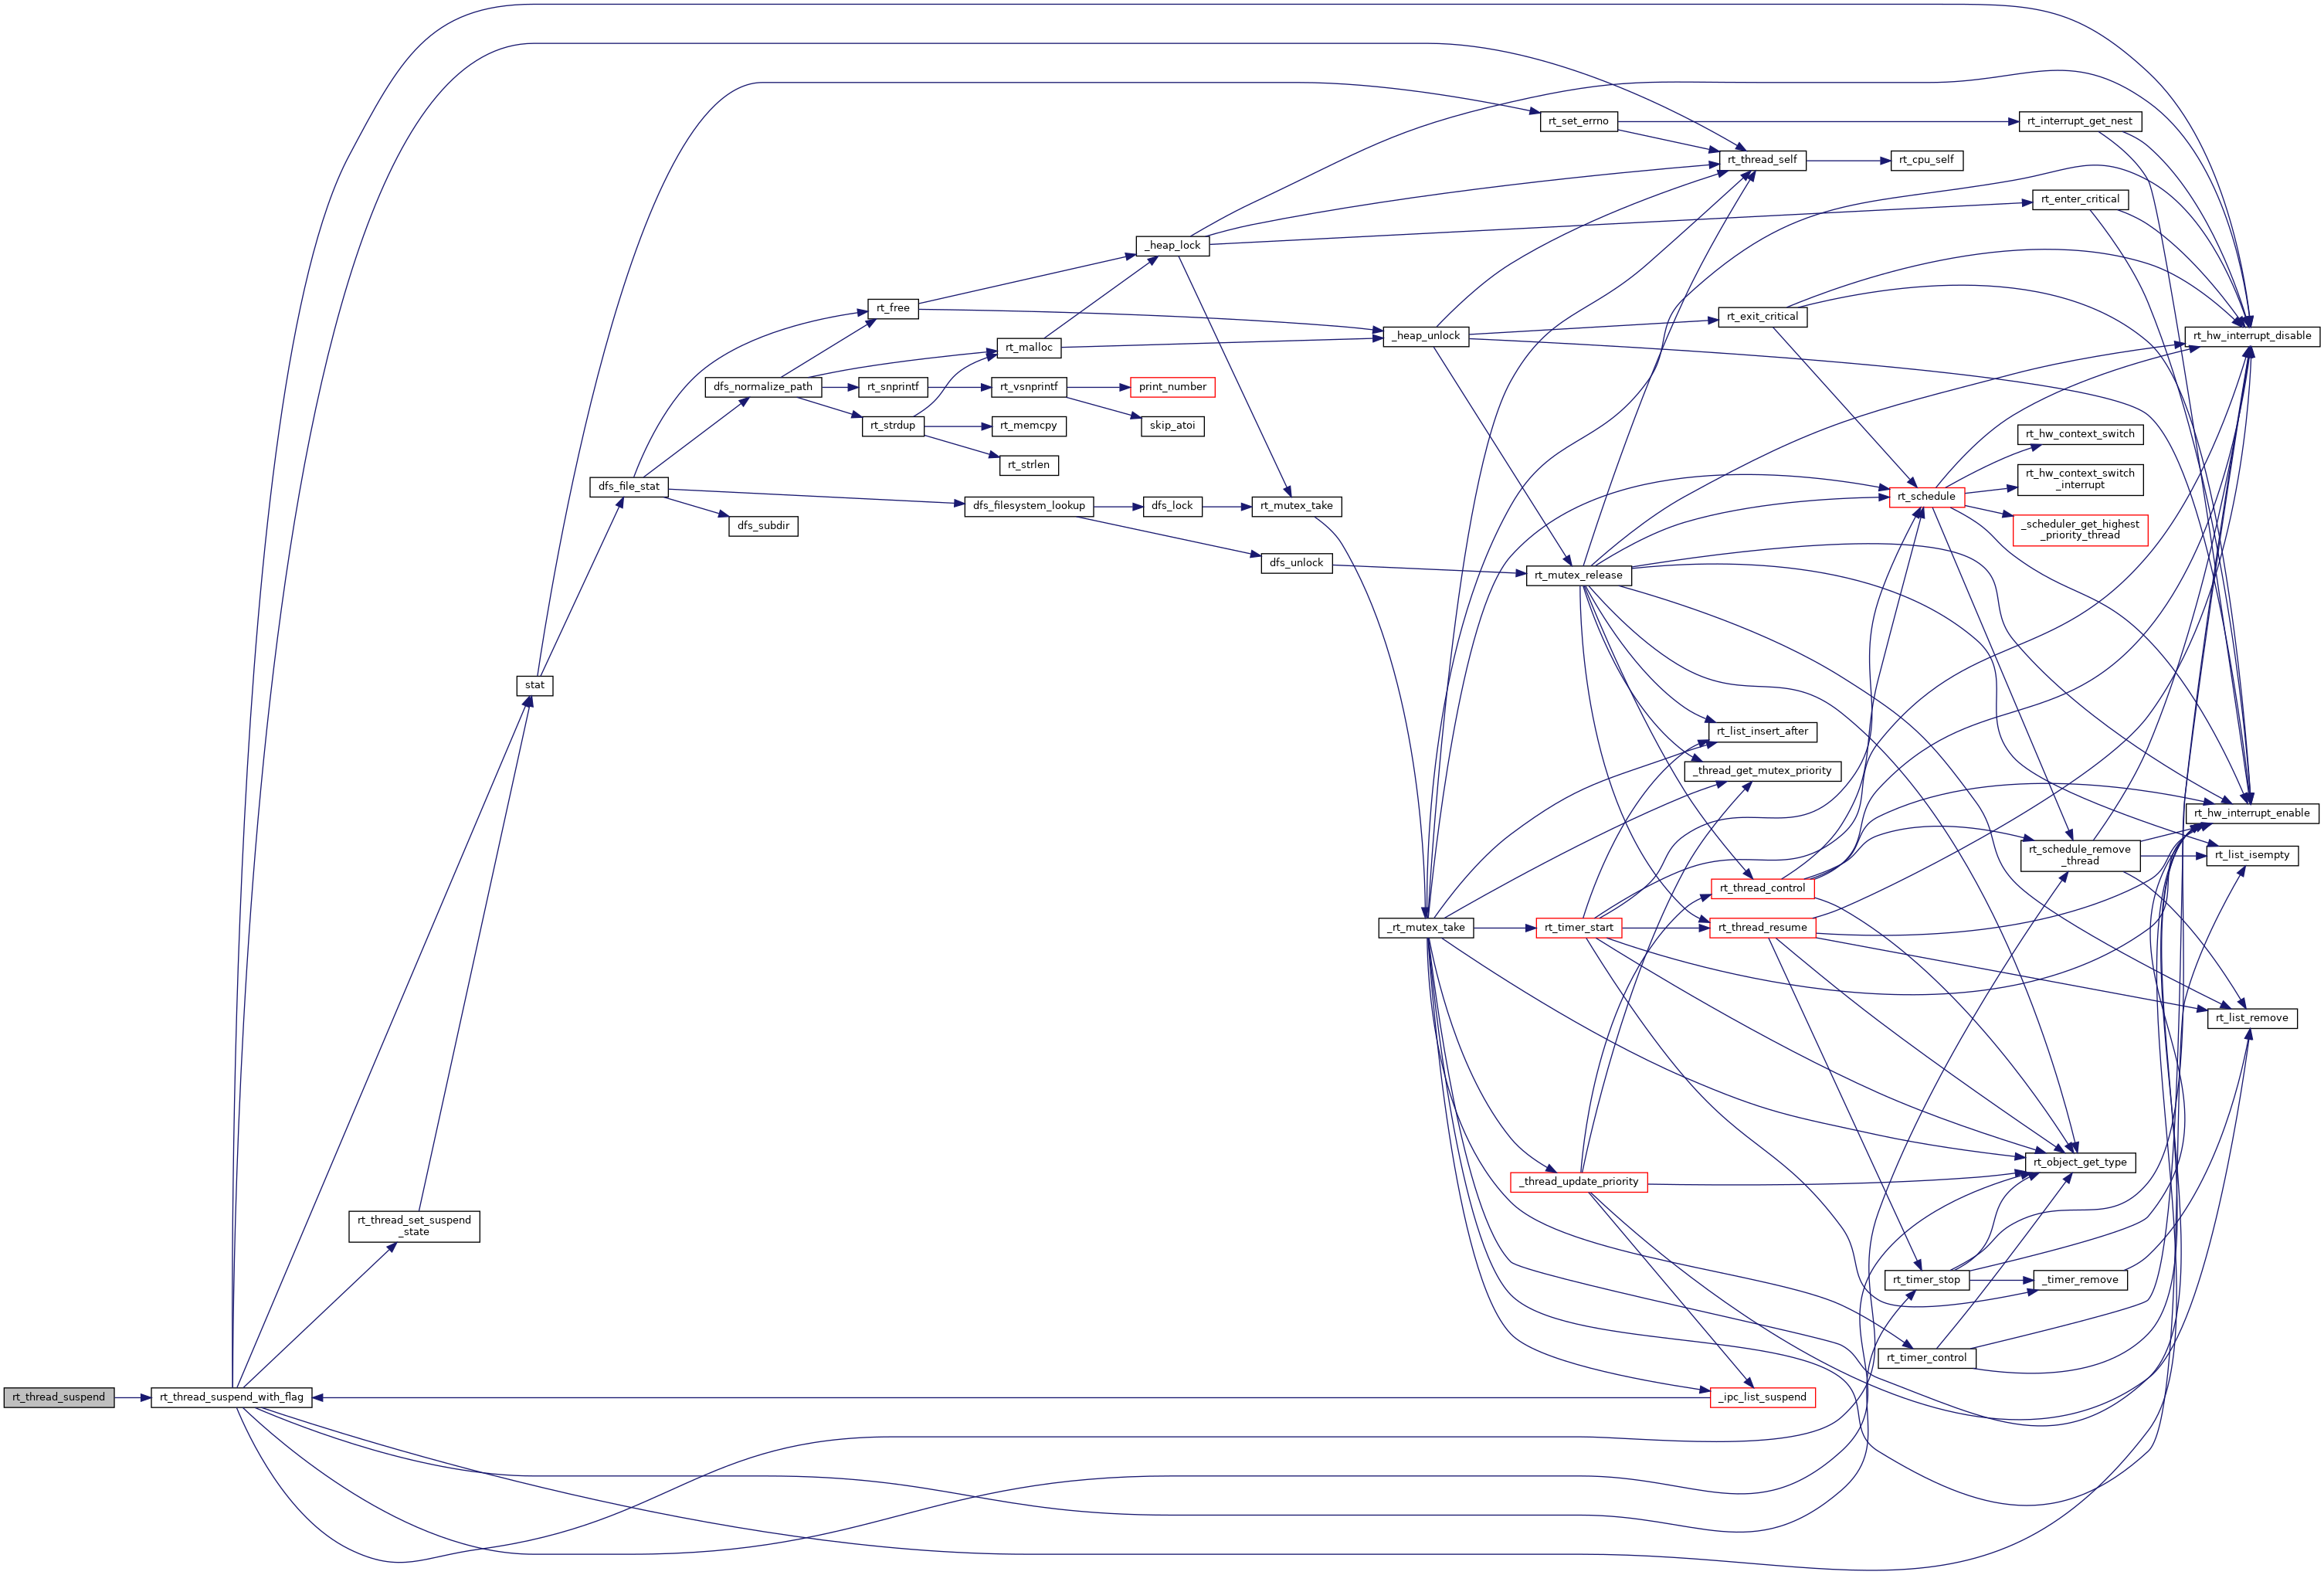 rt_set_errno
rt_interrupt_get_nest
rt_thread_self
rt_cpu_self
rt_enter_critical
_heap_lock
rt_free
rt_exit_critical
_heap_unlock
rt_hw_interrupt_disable
rt_malloc
dfs_normalize_path
rt_snprintf
rt_vsnprintf
print_number
rt_strdup
rt_memcpy
skip_atoi
rt_hw_context_switch
rt_strlen
rt_hw_context_switch
_interrupt
dfs_file_stat
rt_schedule
dfs_filesystem_lookup
dfs_lock
rt_mutex_take
dfs_subdir
_scheduler_get_highest
_priority_thread
dfs_unlock
rt_mutex_release
stat
rt_list_insert_after
_thread_get_mutex_priority
rt_hw_interrupt_enable
rt_schedule_remove
_thread
rt_list_isempty
rt_thread_control
_rt_mutex_take
rt_timer_start
rt_thread_resume
rt_list_remove
rt_object_get_type
_thread_update_priority
rt_thread_set_suspend
_state
rt_timer_stop
_timer_remove
rt_timer_control
rt_thread_suspend
rt_thread_suspend_with_flag
_ipc_list_suspend